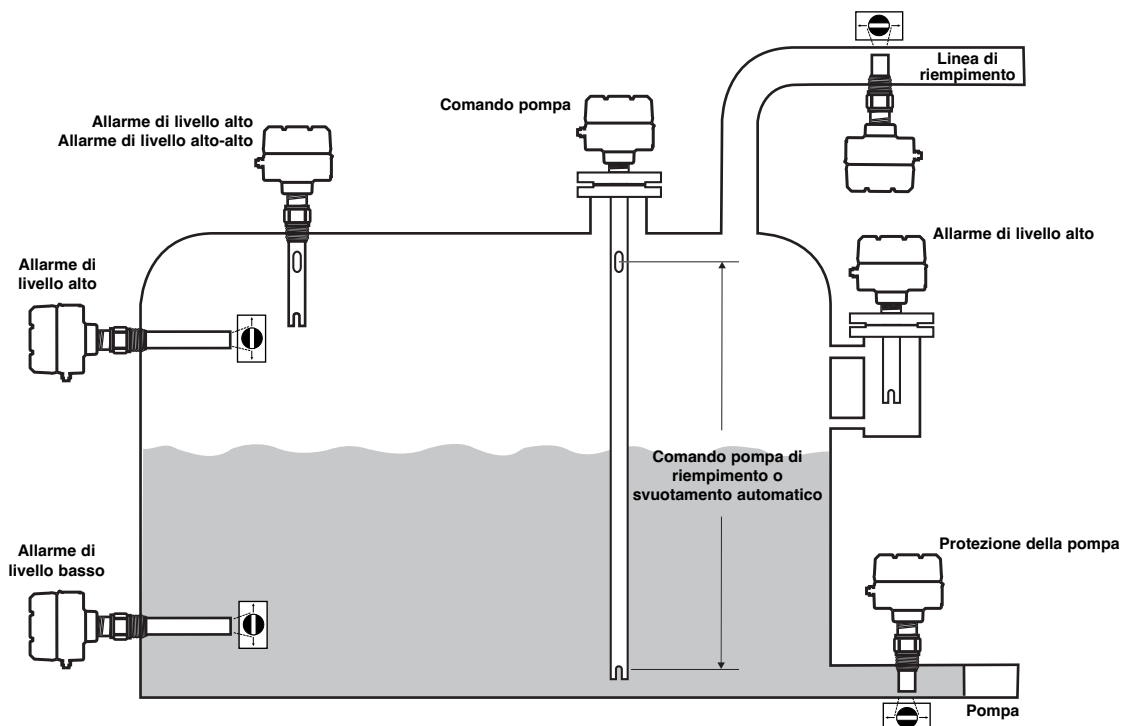 Linea di
riempimento
Comando pompa
Allarme di livello alto
Allarme di livello alto-alto
Allarme di livello alto
Allarme di
livello alto
Comando pompa di
riempimento o
svuotamento automatico
Allarme di
livello basso
Protezione della pompa
Pompa